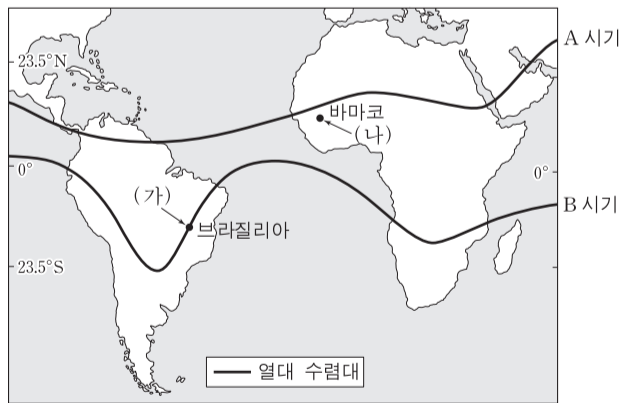 A 시기
23.5°N
바마코
(나)
0°
0°
(가)
B 시기
브라질리아
23.5°S
열대 수렴대